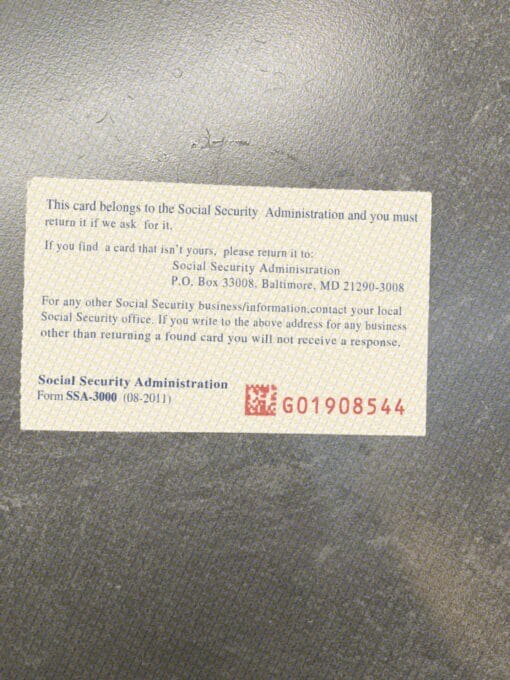 This card belongs to the Social Security Administration and you must
return it if we ask for it.
If you find a card that isn't yours, please return it to:
Social Security Administration
P.O. Box 33008, Baltimore, MD 21290-3008
For any other Social Security business/information,contact your local
Social Security office. If you write to the above address for any business
other than returning a found card you will not receive a response.
Social Security Administration
Form SSA-3000 (08-2011)
G01908544